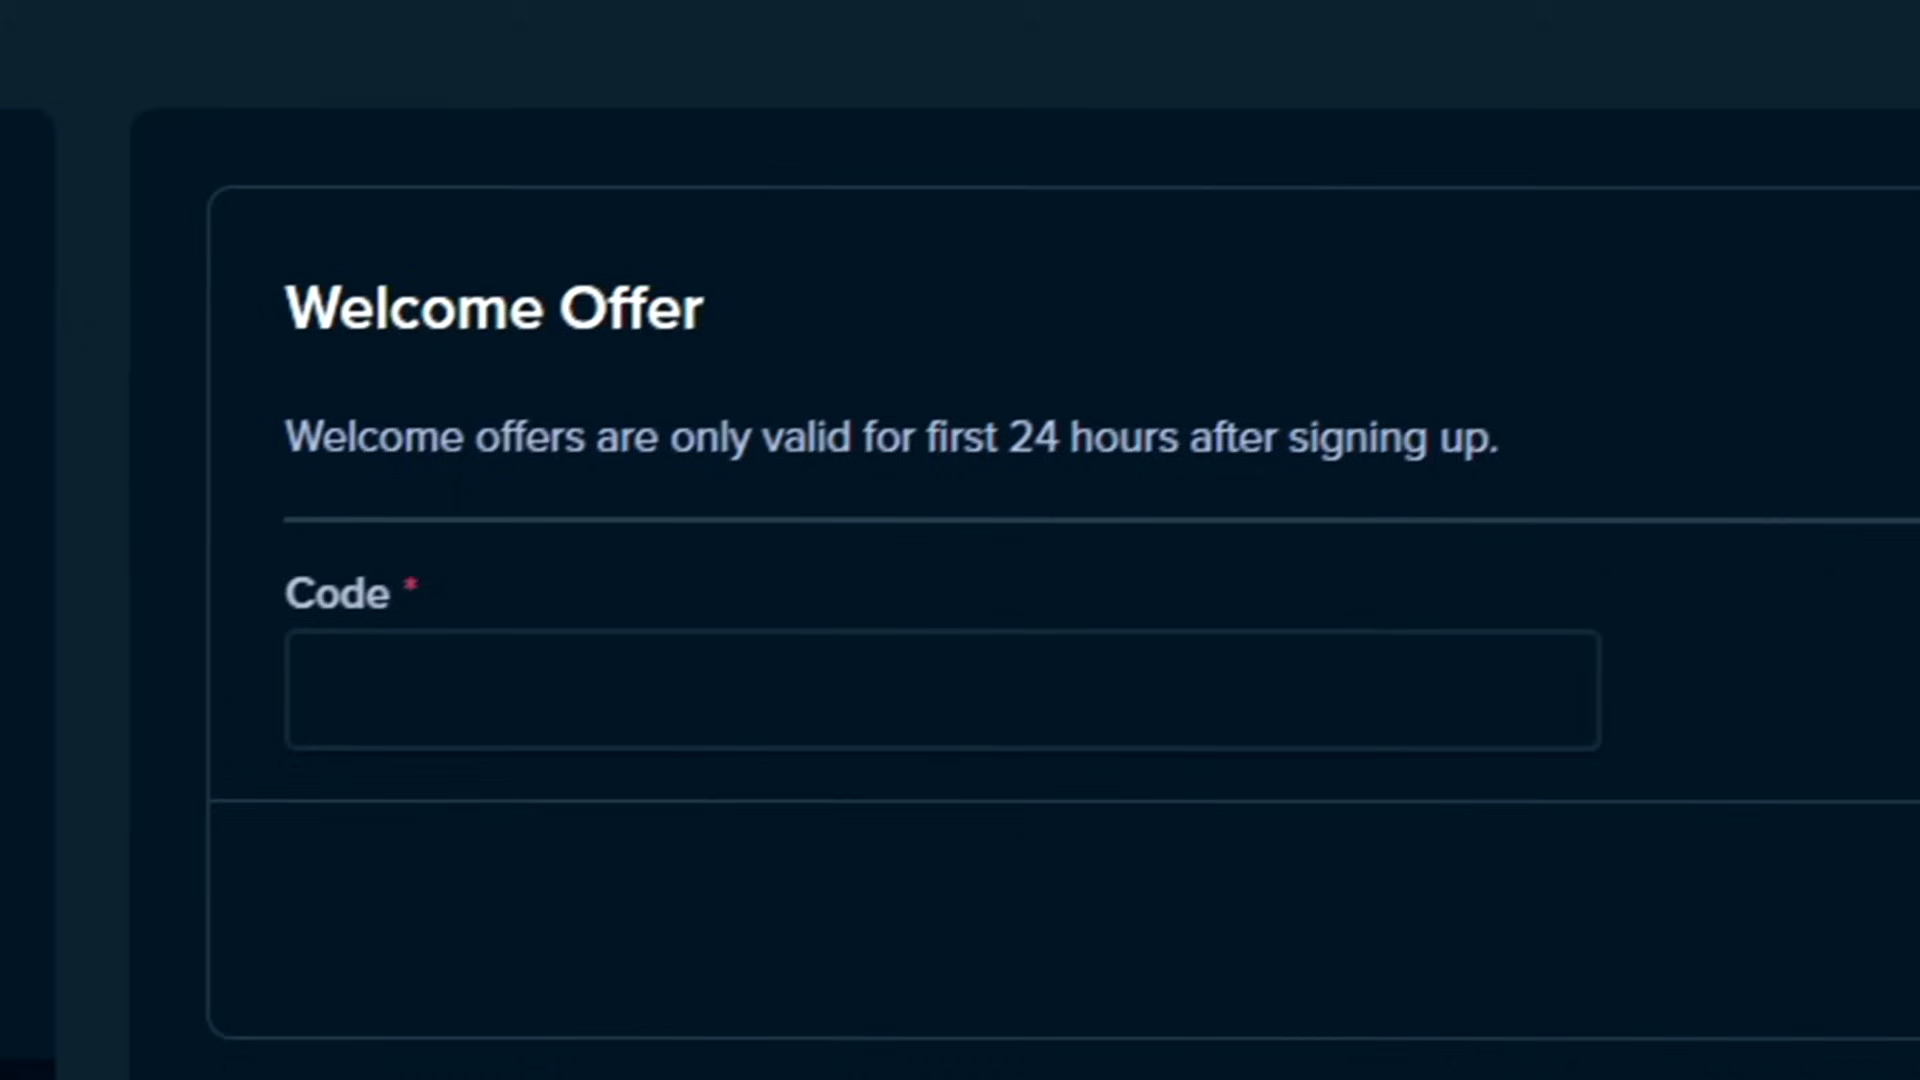 Welcome Offer
Welcome offers are only valid for first 24 hours after signing up.
Code *